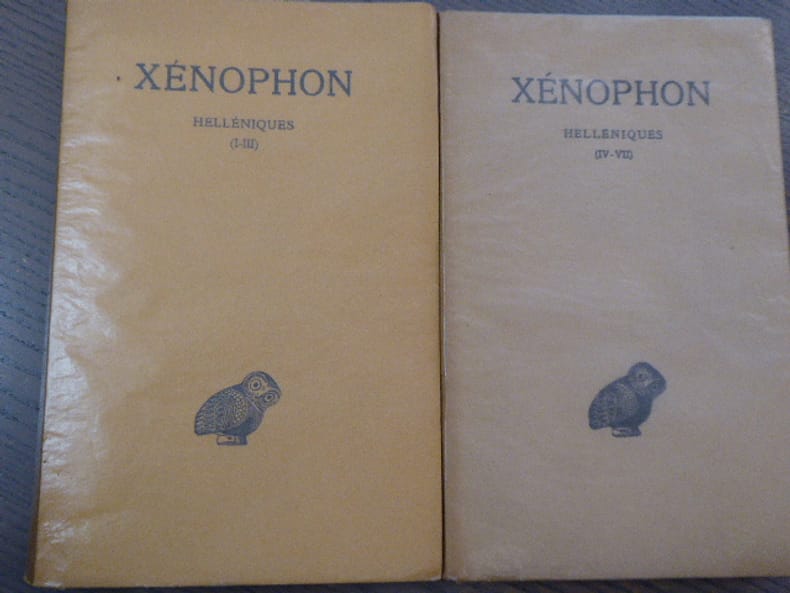 XÉNOPHON
HELLÉNIQUES
(I-III)
XÉNOPHON
HELLÉNIQUES
(IV-VII)